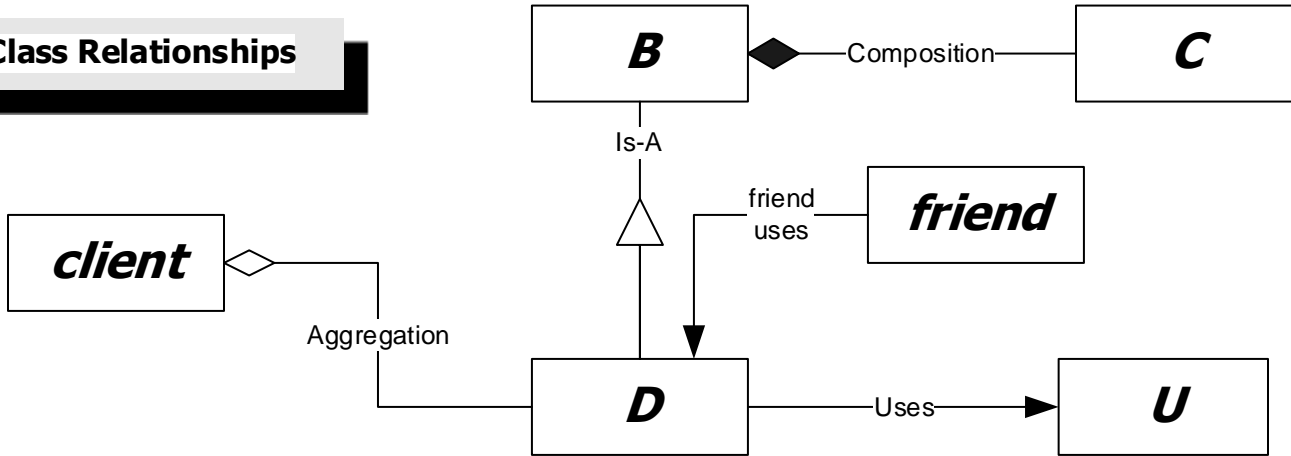 Class Relationships
B
Composition
C
Is-A
friend
uses
friend
client
Aggregation
D
Uses
U